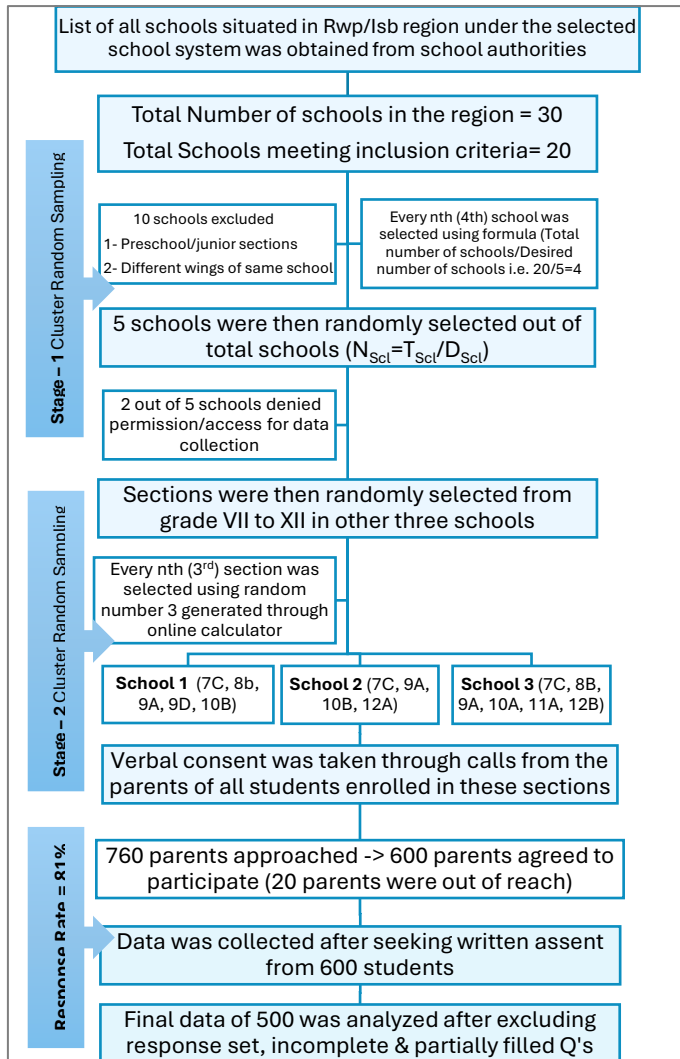 List of all schools situated in Rwp/Isb region under the selected
school system was obtained from school authorities
Total Number of schools in the region = 30
Total Schools meeting inclusion criteria= 20
Stage – 1 Cluster Random Sampling
10 schools excluded
1- Preschool/junior sections
2- Different wings of same school
Every nth (4th) school was
selected using formula (Total
number of schools/Desired
number of schools i.e. 20/5=4
5 schools were then randomly selected out of
total schools (N_Scl=T_Scl/D_Scl)
2 out of 5 schools denied
permission/access for data
collection
Stage – 2 Cluster Random Sampling
Sections were then randomly selected from
grade VII to XII in other three schools
Every nth (3rd) section was
selected using random
number 3 generated through
online calculator
School 1 (7C, 8b,
9A, 9D, 10B)
School 2 (7C, 9A,
10B, 12A)
School 3 (7C, 8B,
9A, 10A, 11A, 12B)
Verbal consent was taken through calls from the
parents of all students enrolled in these sections
Response Rate = 81%
760 parents approached -> 600 parents agreed to
participate (20 parents were out of reach)
Data was collected after seeking written assent
from 600 students
Final data of 500 was analyzed after excluding
response set, incomplete & partially filled Q's